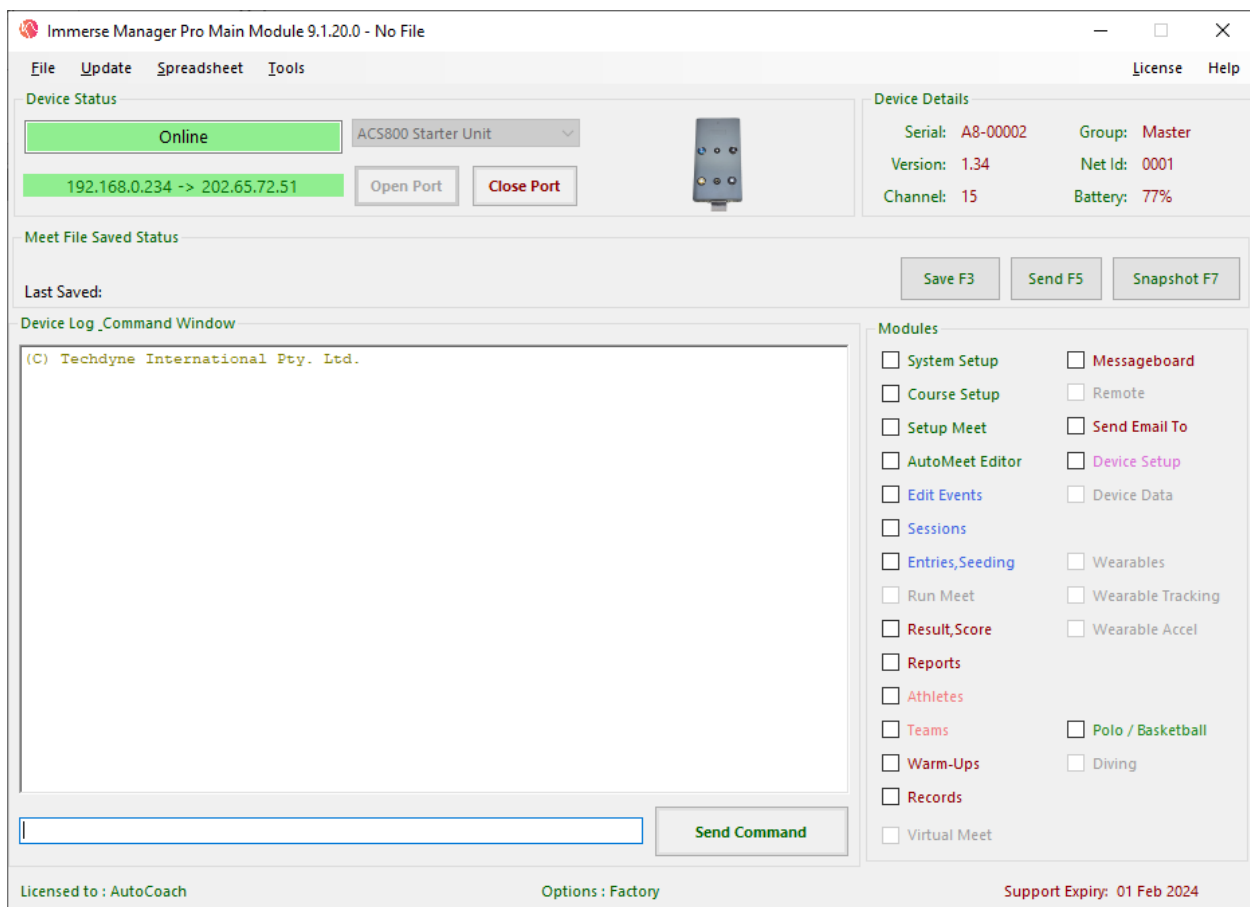 Immerse Manager Pro Main Module 9.1.20.0 - No File
File Update Spreadsheet Tools License Help
Device Status
Online
ACS800 Starter Unit
192.168.0.234 -> 202.65.72.51
Open Port
Close Port
Device Details
Serial: A8-00002 Group: Master
Version: 1.34 Net Id: 0001
Channel: 15 Battery: 77%
Meet File Saved Status
Last Saved:
Save F3
Send F5
Snapshot F7
Device Log _Command Window
(C) Techdyne International Pty. Ltd.
Send Command
Modules
System Setup Messageboard
Course Setup Remote
Setup Meet Send Email To
AutoMeet Editor Device Setup
Edit Events Device Data
Sessions
Entries,Seeding Wearables
Run Meet Wearable Tracking
Result,Score Wearable Accel
Reports
Athletes
Teams Polo / Basketball
Warm-Ups Diving
Records
Virtual Meet
Licensed to : AutoCoach Options : Factory Support Expiry: 01 Feb 2024